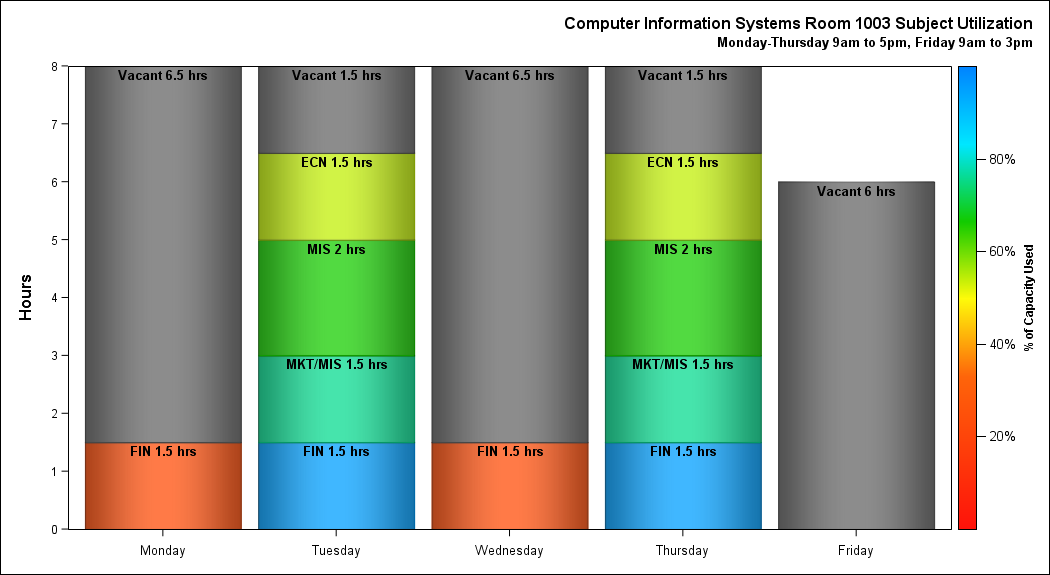 Computer Information Systems Room 1003 Subject Utilization
Monday-Thursday 9am to 5pm, Friday 9am to 3pm
Hours
8
7
6
5
4
3
2
1
0
Vacant 6.5 hrs
FIN 1.5 hrs
Vacant 1.5 hrs
ECN 1.5 hrs
MIS 2 hrs
MKT/MIS 1.5 hrs
FIN 1.5 hrs
Vacant 6.5 hrs
FIN 1.5 hrs
Vacant 1.5 hrs
ECN 1.5 hrs
MIS 2 hrs
MKT/MIS 1.5 hrs
FIN 1.5 hrs
Vacant 6 hrs
Monday
Tuesday
Wednesday
Thursday
Friday
80%
60%
40%
20%
% of Capacity Used